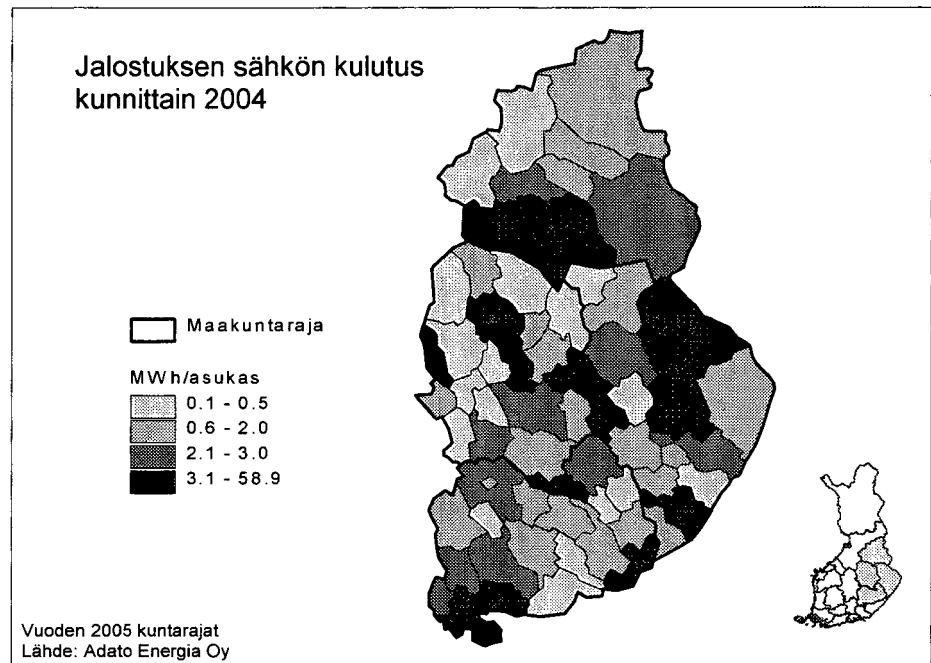 Jalostuksen sähkön kulutus
kunnittain 2004
Maakuntaraja
MWh/asukas
0.1 - 0.5
0.6 - 2.0
2.1 - 3.0
3.1 - 58.9
Vuoden 2005 kuntarajat
Lähde: Adato Energia Oy